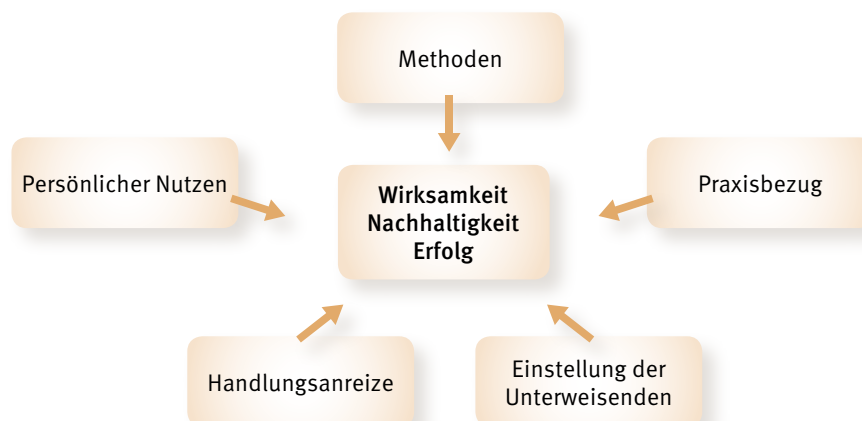 Methoden
Persönlicher Nutzen
Wirksamkeit
Nachhaltigkeit
Erfolg
Praxisbezug
Handlungsanreize
Einstellung der
Unterweisenden